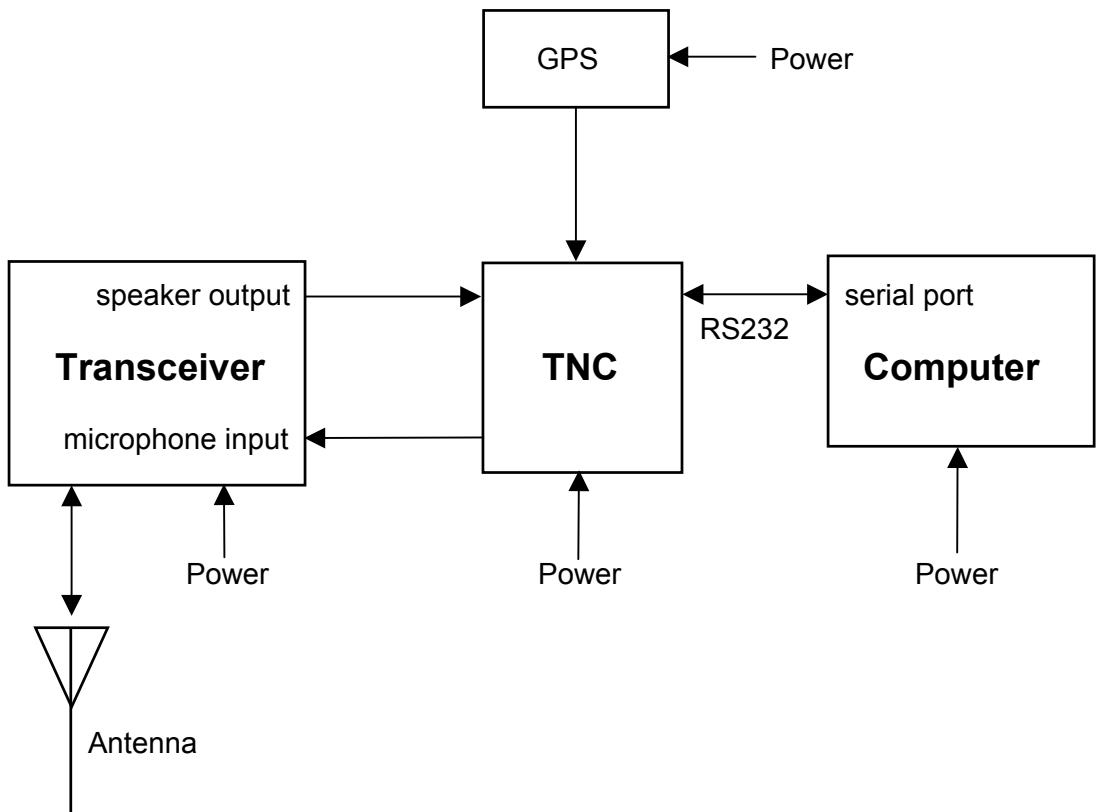 GPS
Power
speaker output
Transceiver
microphone input
TNC
RS232
serial port
Computer
Power
Power
Power
Antenna